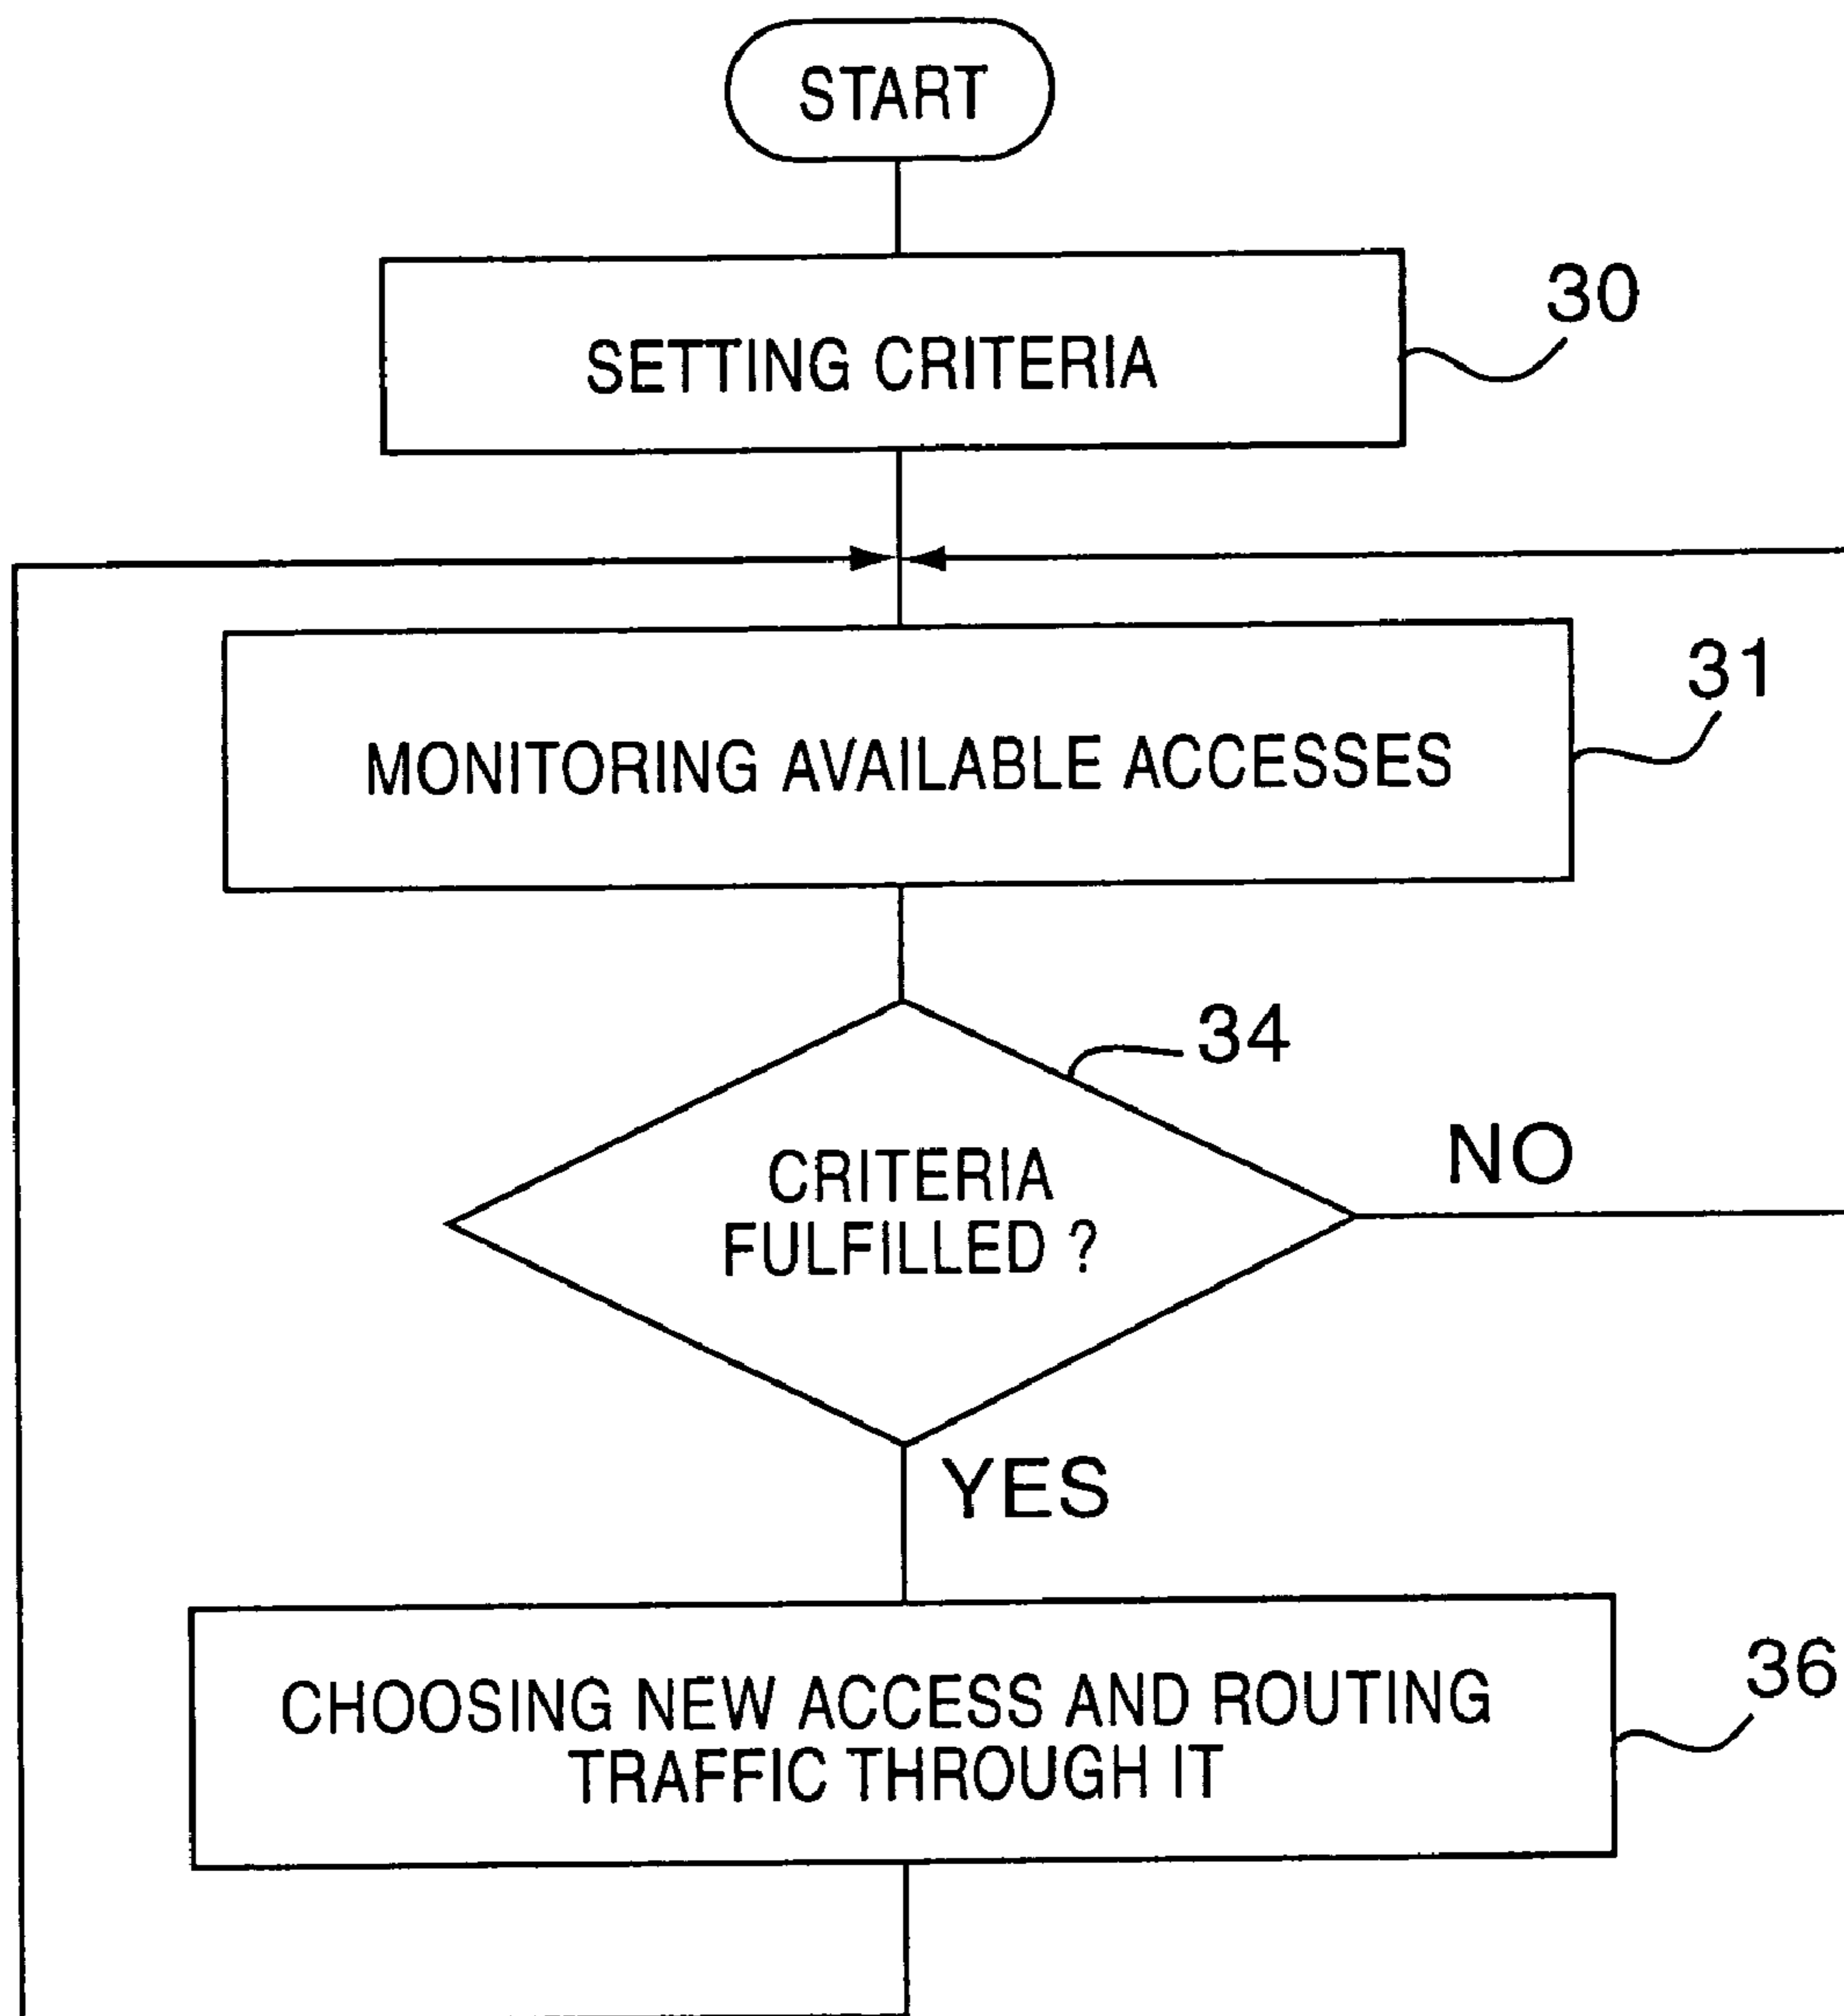 START
30
SETTING CRITERIA
31
MONITORING AVAILABLE ACCESSES
34
CRITERIA
FULFILLED ?
NO
YES
36
CHOOSING NEW ACCESS AND ROUTING
TRAFFIC THROUGH IT